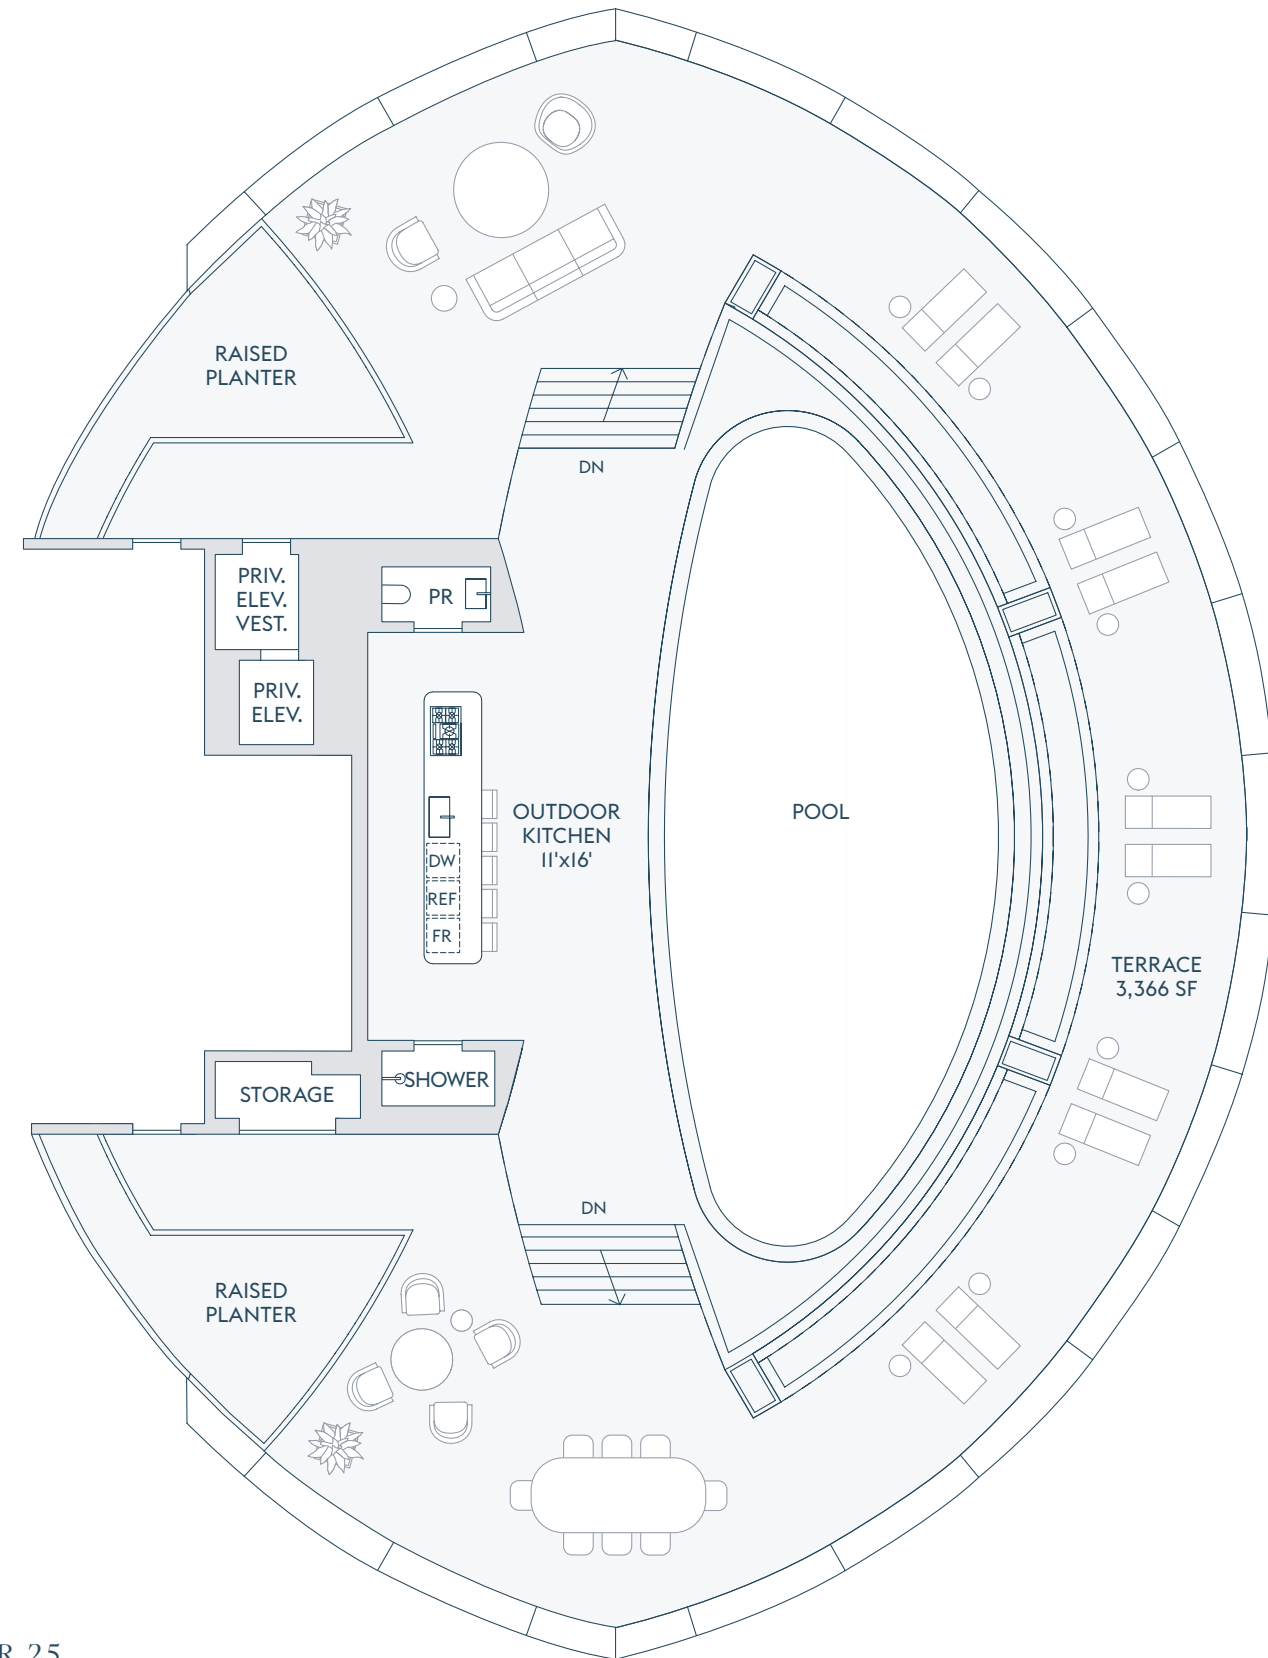 RAISED
PLANTER
DN
PRIV.
ELEV.
VEST.
PR
PRIV.
ELEV.
OUTDOOR
KITCHEN
11'x16'
POOL
DW
REF
FR
TERRACE
3,366 SF
STORAGE
SHOWER
DN
RAISED
PLANTER
R 25